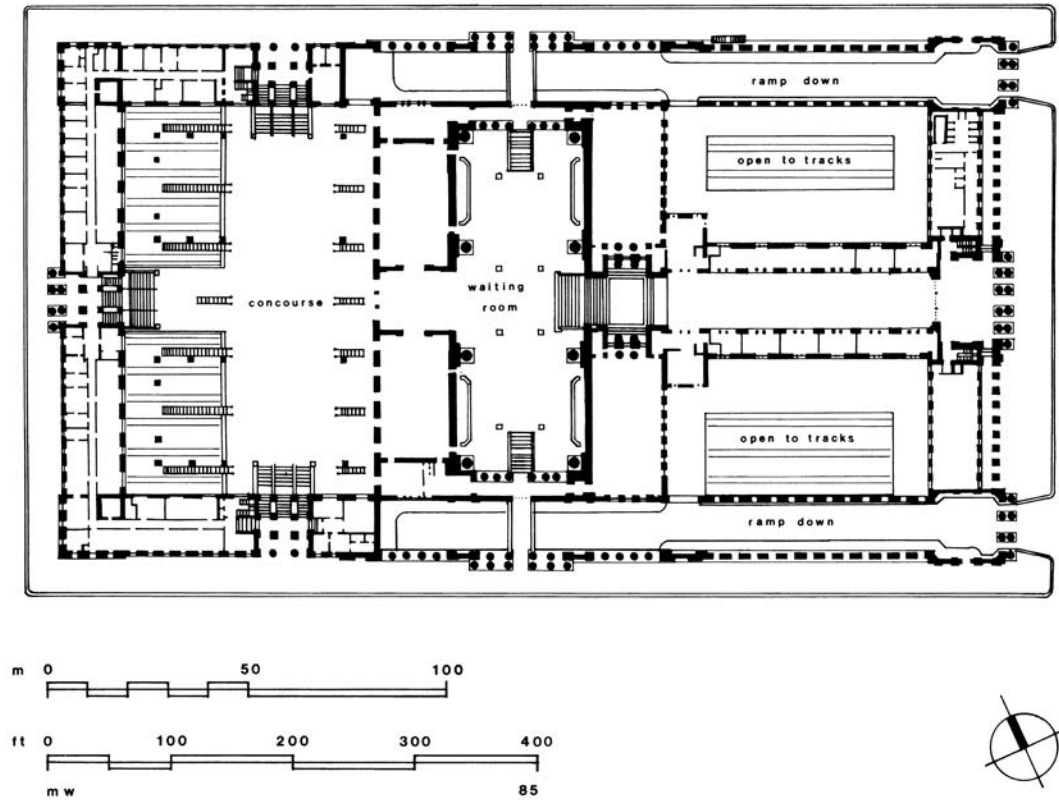 ramp down
open to tracks
concourse
waiting
room
open to tracks
ramp down
m 0 50 100
ft 0 100 200 300 400
mw 85